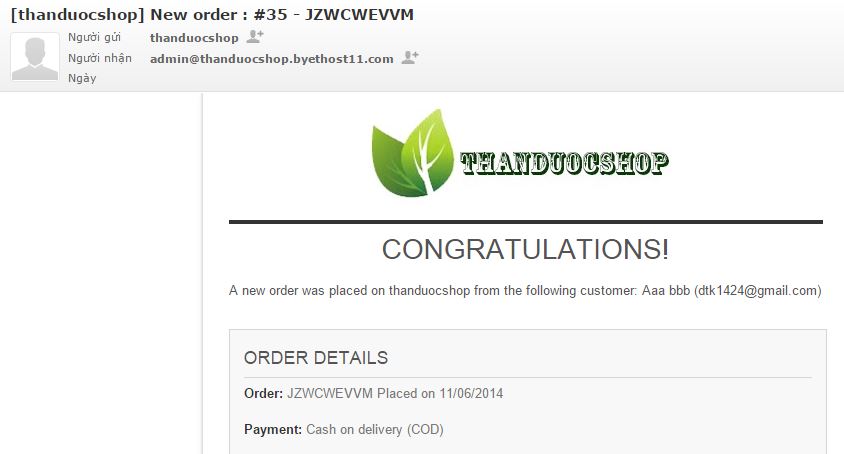 [thanduocshop] New order : #35 - JZWCWEVVM
Người gửi thanduocshop
Người nhận admin@thanduocshop.byethost11.com
Ngày
THANDUOCSHOP
CONGRATULATIONS!
A new order was placed on thanduocshop from the following customer: Aaa bbb (dtk1424@gmail.com)
ORDER DETAILS
Order: JZWCWEVVM Placed on 11/06/2014
Payment: Cash on delivery (COD)